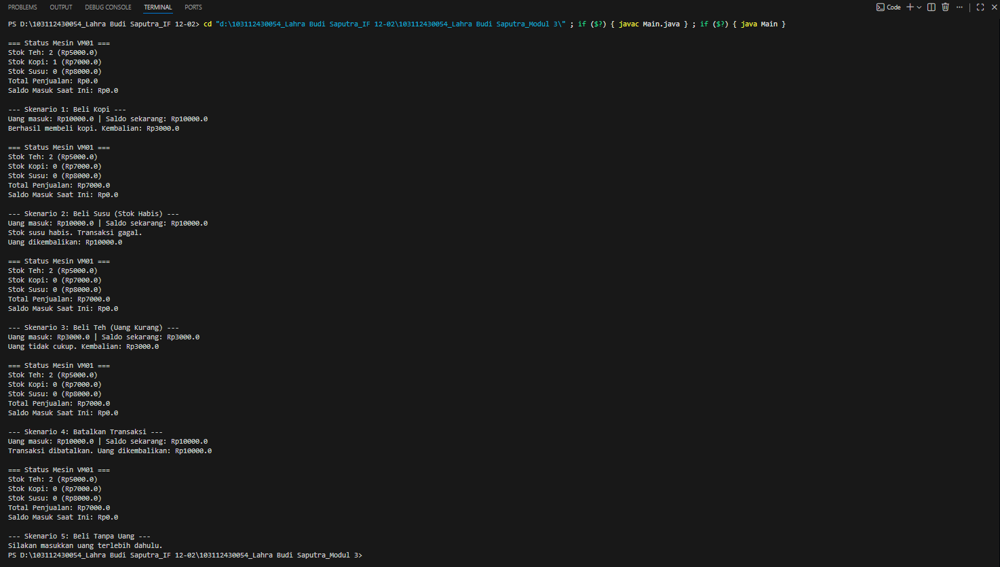 PROBLEMS OUTPUT DEBUG CONSOLE TERMINAL PORTS Code
PS D:\103112430054_Lahra Budi Saputra_IF 12-02> cd "d:\103112430054_Lahra Budi Saputra_IF 12-02\103112430054_Lahra Budi Saputra_Modul 3\" ; if ($?) { javac Main.java } ; if ($?) { java Main }
=== Status Mesin VM01 ===
Stok Teh: 2 (Rp5000.0)
Stok Kopi: 1 (Rp7000.0)
Stok Susu: 0 (Rp8000.0)
Total Penjualan: Rp0.0
Saldo Masuk Saat Ini: Rp0.0
--- Skenario 1: Beli Kopi ---
Uang masuk: Rp10000.0 | Saldo sekarang: Rp10000.0
Berhasil membeli kopi. Kembalian: Rp3000.0
=== Status Mesin VM01 ===
Stok Teh: 2 (Rp5000.0)
Stok Kopi: 0 (Rp7000.0)
Stok Susu: 0 (Rp8000.0)
Total Penjualan: Rp7000.0
Saldo Masuk Saat Ini: Rp0.0
--- Skenario 2: Beli Susu (Stok Habis) ---
Uang masuk: Rp10000.0 | Saldo sekarang: Rp10000.0
Stok susu habis. Transaksi gagal.
Uang dikembalikan: Rp10000.0
=== Status Mesin VM01 ===
Stok Teh: 2 (Rp5000.0)
Stok Kopi: 0 (Rp7000.0)
Stok Susu: 0 (Rp8000.0)
Total Penjualan: Rp7000.0
Saldo Masuk Saat Ini: Rp0.0
--- Skenario 3: Beli Teh (Uang Kurang) ---
Uang masuk: Rp3000.0 | Saldo sekarang: Rp3000.0
Uang tidak cukup. Kembalian: Rp3000.0
=== Status Mesin VM01 ===
Stok Teh: 2 (Rp5000.0)
Stok Kopi: 0 (Rp7000.0)
Stok Susu: 0 (Rp8000.0)
Total Penjualan: Rp7000.0
Saldo Masuk Saat Ini: Rp0.0
--- Skenario 4: Batalkan Transaksi ---
Uang masuk: Rp10000.0 | Saldo sekarang: Rp10000.0
Transaksi dibatalkan. Uang dikembalikan: Rp10000.0
=== Status Mesin VM01 ===
Stok Teh: 2 (Rp5000.0)
Stok Kopi: 0 (Rp7000.0)
Stok Susu: 0 (Rp8000.0)
Total Penjualan: Rp7000.0
Saldo Masuk Saat Ini: Rp0.0
--- Skenario 5: Beli Tanpa Uang ---
Silakan masukkan uang terlebih dahulu.
PS D:\103112430054_Lahra Budi Saputra_IF 12-02\103112430054_Lahra Budi Saputra_Modul 3>